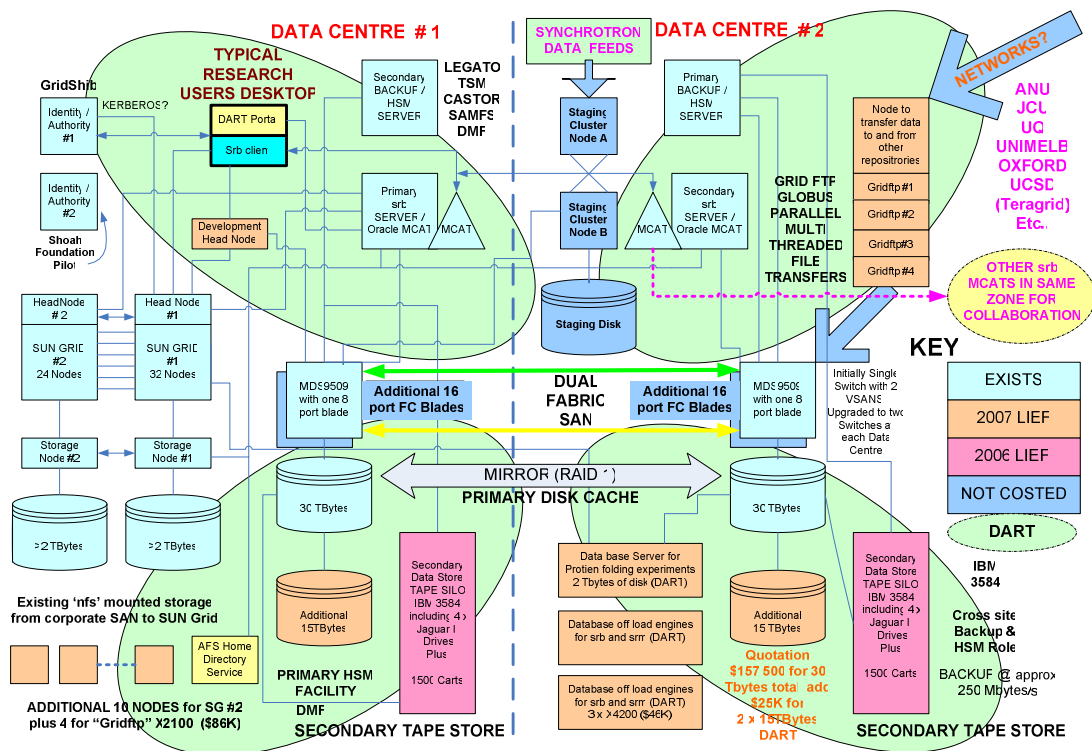 DATA CENTRE # 1
DATA CENTRE # 2
SYNCHROTRON
DATA FEEDS
NETWORKS?
TYPICAL
RESEARCH
USERS DESKTOP
GridShib
KERBEROS?
Identity /
Authority
#1
DART Porta
Srb client
Secondary
BACKUP /
HSM
SERVER
LEGATO
TSM
CASTOR
SAMFS
DMF
Staging
Cluster
Node A
Primary
BACKUP /
HSM
SERVER
Node to
transfer data
to and from
other
repositrories
Gridftp #1
Gridftp #2
Gridftp#3
Gridftp #4
ANU
JCU
UQ
UNIMELB
OXFORD
UCSD
(Teragrid)
Etc..
Identity /
Authority
#2
Shoah
Foundation
Pilot
Development
Head Node
Primary
srb
SERVER /
Oracle MCAT
MCAT
Staging
Cluster
Node B
MCAT
Secondary
srb
SERVER /
Oracle MCAT
GRID FTP
GLOBUS
PARALLEL
MULTI
THREADED
FILE
TRANSFERS
OTHER srb
MCATS IN SAME
ZONE FOR
COLLABORATION
HeadNode
# 2
SUN GRID
#2
24 Nodes
Head Node
#1
SUN GRID
#1
32 Nodes
Staging Disk
KEY
EXISTS
2007 LIEF
2006 LIEF
NOT COSTED
DART
MDS9509
with one 8
port blade
Additional 16
port FC Blades
DUAL
FABRIC
SAN
Additional 16
port FC Blades
MDS 9509
with one 8
port blade
Initially Single
Switch with 2
VSANS
Upgraded to two
Switches at
each Data
Centre
Storage
Node #2
Storage
Node #1
>2 TBytes
>2 TBytes
MIRROR (RAID 1)
PRIMARY DISK CACHE
30 TBytes
30 TBytes
Additional
15TBytes
Additional
15 TBytes
Secondary
Data Store
TAPE SILO
IBM 3584
including 4x
Jaguar I
Drives
Plus
1500 Carts
Data base Server for
Protien folding experiments
2 Tbytes of disk (DART)
Database off load engines
for srb and srm (DART)
Database off load engines
for srb and srm (DART)
3 x X4200 ($46K)
Secondary
Data Store
TAPE SILO
IBM 3584
including 4x
Jaguar I
Drives
Plus
1500 Carts
IBM
3584
Cross site
Backup &
HSM Role
BACKUP @ approx
250 Mbytes/s
Existing 'nfs' mounted storage
from corporate SAN to SUN Grid
AFS Home
Directory
Service
ADDITIONAL 10 NODES for SG #2
plus 4 for "Gridftp" X2100 ($86K)
PRIMARY HSM
FACILITY
DMF
SECONDARY TAPE STORE
Quotation
$157 500 for 30
Tbytes total add
$25K for
2 x 15TBytes
DART
SECONDARY TAPE STORE